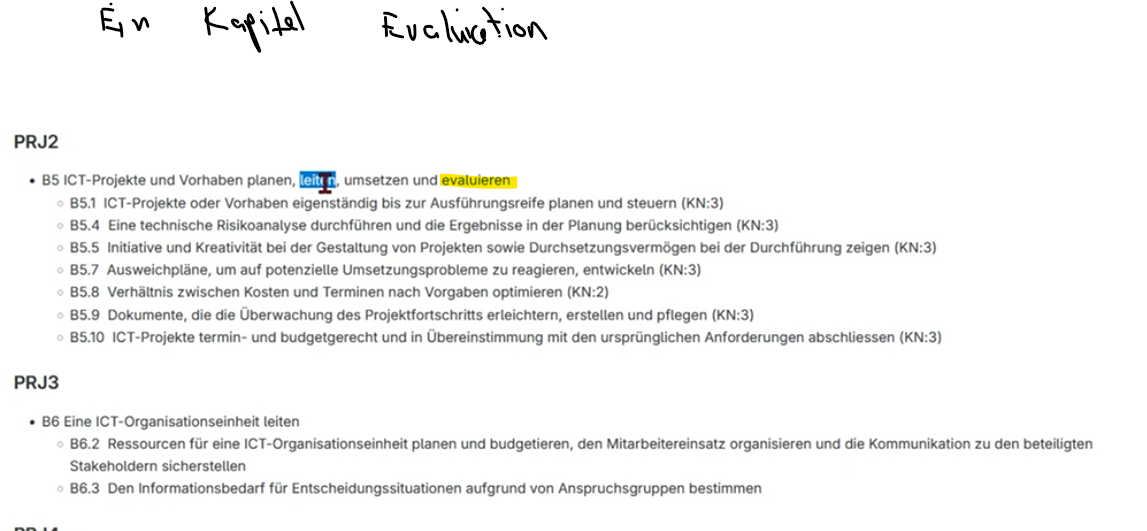 Ein Kapitel Evaluation
PRJ2
• B5 ICT-Projekte und Vorhaben planen, leiten, umsetzen und evaluieren
◦ B5.1 ICT-Projekte oder Vorhaben eigenständig bis zur Ausführungsreife planen und steuern (KN:3)
◦ B5.4 Eine technische Risikoanalyse durchführen und die Ergebnisse in der Planung berücksichtigen (KN:3)
◦ B5.5 Initiative und Kreativität bei der Gestaltung von Projekten sowie Durchsetzungsvermögen bei der Durchführung zeigen (KN:3)
◦ B5.7 Ausweichpläne, um auf potenzielle Umsetzungsprobleme zu reagieren, entwickeln (KN:3)
◦ B5.8 Verhältnis zwischen Kosten und Terminen nach Vorgaben optimieren (KN:2)
◦ B5.9 Dokumente, die die Überwachung des Projektfortschritts erleichtern, erstellen und pflegen (KN:3)
◦ B5.10 ICT-Projekte termin- und budgetgerecht und in Übereinstimmung mit den ursprünglichen Anforderungen abschliessen (KN:3)
PRJ3
• B6 Eine ICT-Organisationseinheit leiten
◦ B6.2 Ressourcen für eine ICT-Organisationseinheit planen und budgetieren, den Mitarbeitereinsatz organisieren und die Kommunikation zu den beteiligten
Stakeholdern sicherstellen
◦ B6.3 Den Informationsbedarf für Entscheidungssituationen aufgrund von Anspruchsgruppen bestimmen